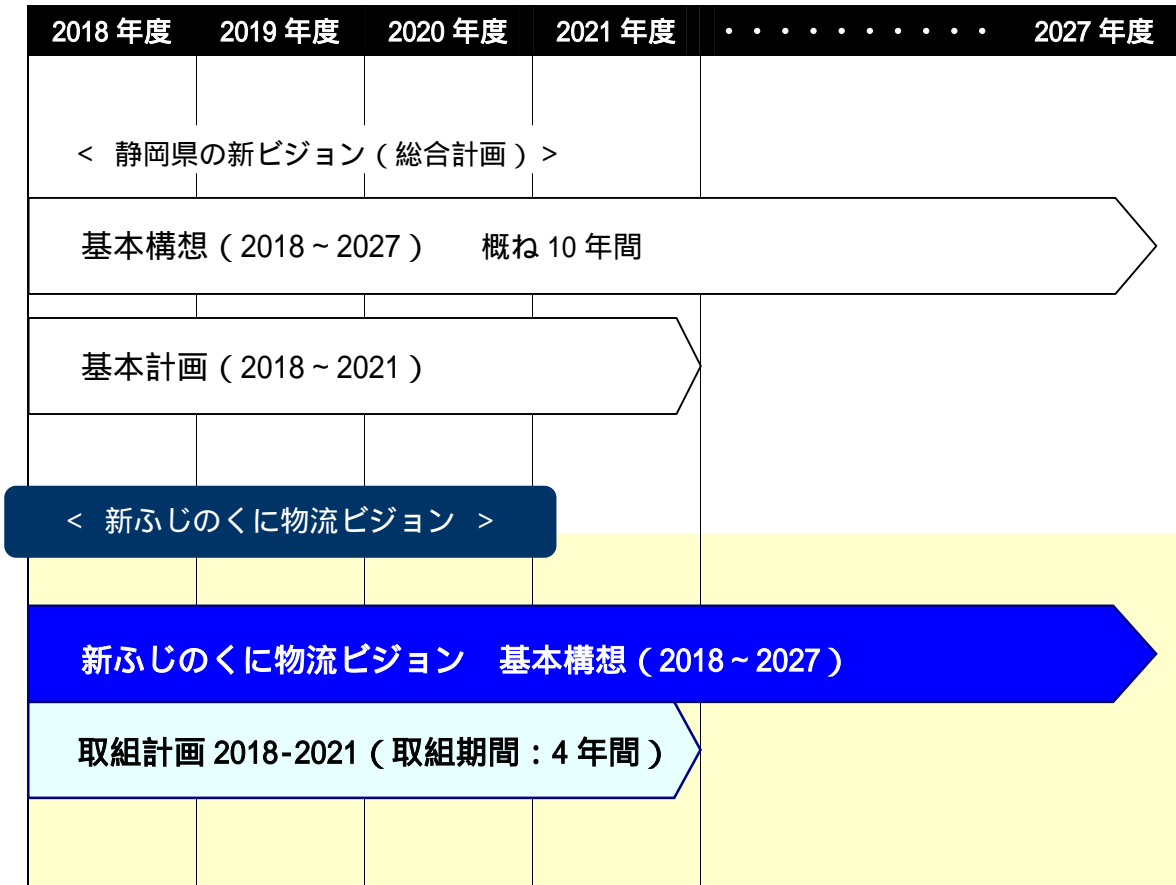 2018 年度 2019 年度 2020 年度 2021 年度 ・・・・・・・・・・ 2027 年度
< 静岡県の新ビジョン（総合計画）>
基本構想（2018～2027） 概ね 10 年間
基本計画（2018～2021）
< 新ふじのくに物流ビジョン >
新ふじのくに物流ビジョン 基本構想（2018～2027）
取組計画 2018-2021（取組期間：4 年間）